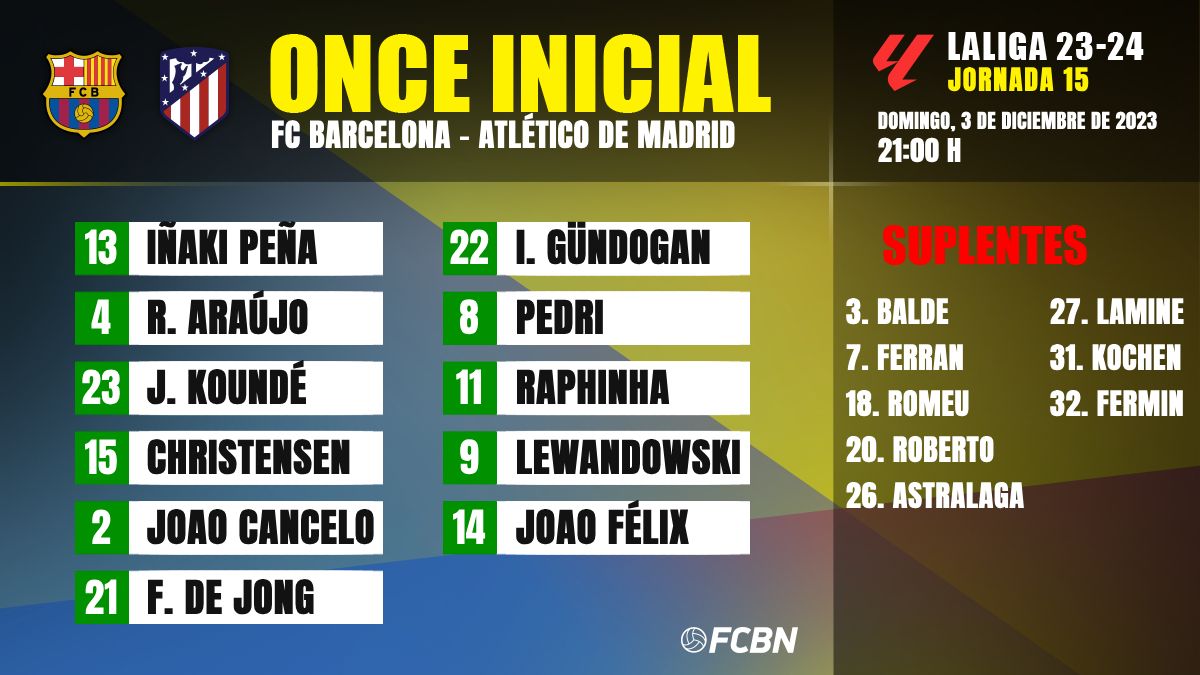 FCB
ONCE INICIAL
FC BARCELONA - ATLÉTICO DE MADRID
LALIGA 23-24
JORNADA 15
DOMINGO, 3 DE DICIEMBRE DE 2023
21:00 H
13 IÑAKI PEÑA
4 R. ARAÚJO
23 J. KOUNDÉ
15 CHRISTENSEN
2 JOAO CANCELO
21 F. DE JONG
22 I. GÜNDOGAN
8 PEDRI
11 RAPHINHA
9 LEWANDOWSKI
14 JOAO FÉLIX
SUPLENTES
3. BALDE
7. FERRAN
18. ROMEU
20. ROBERTO
26. ASTRALAGA
27. LAMINE
31. KOCHEN
32. FERMIN
FCBN